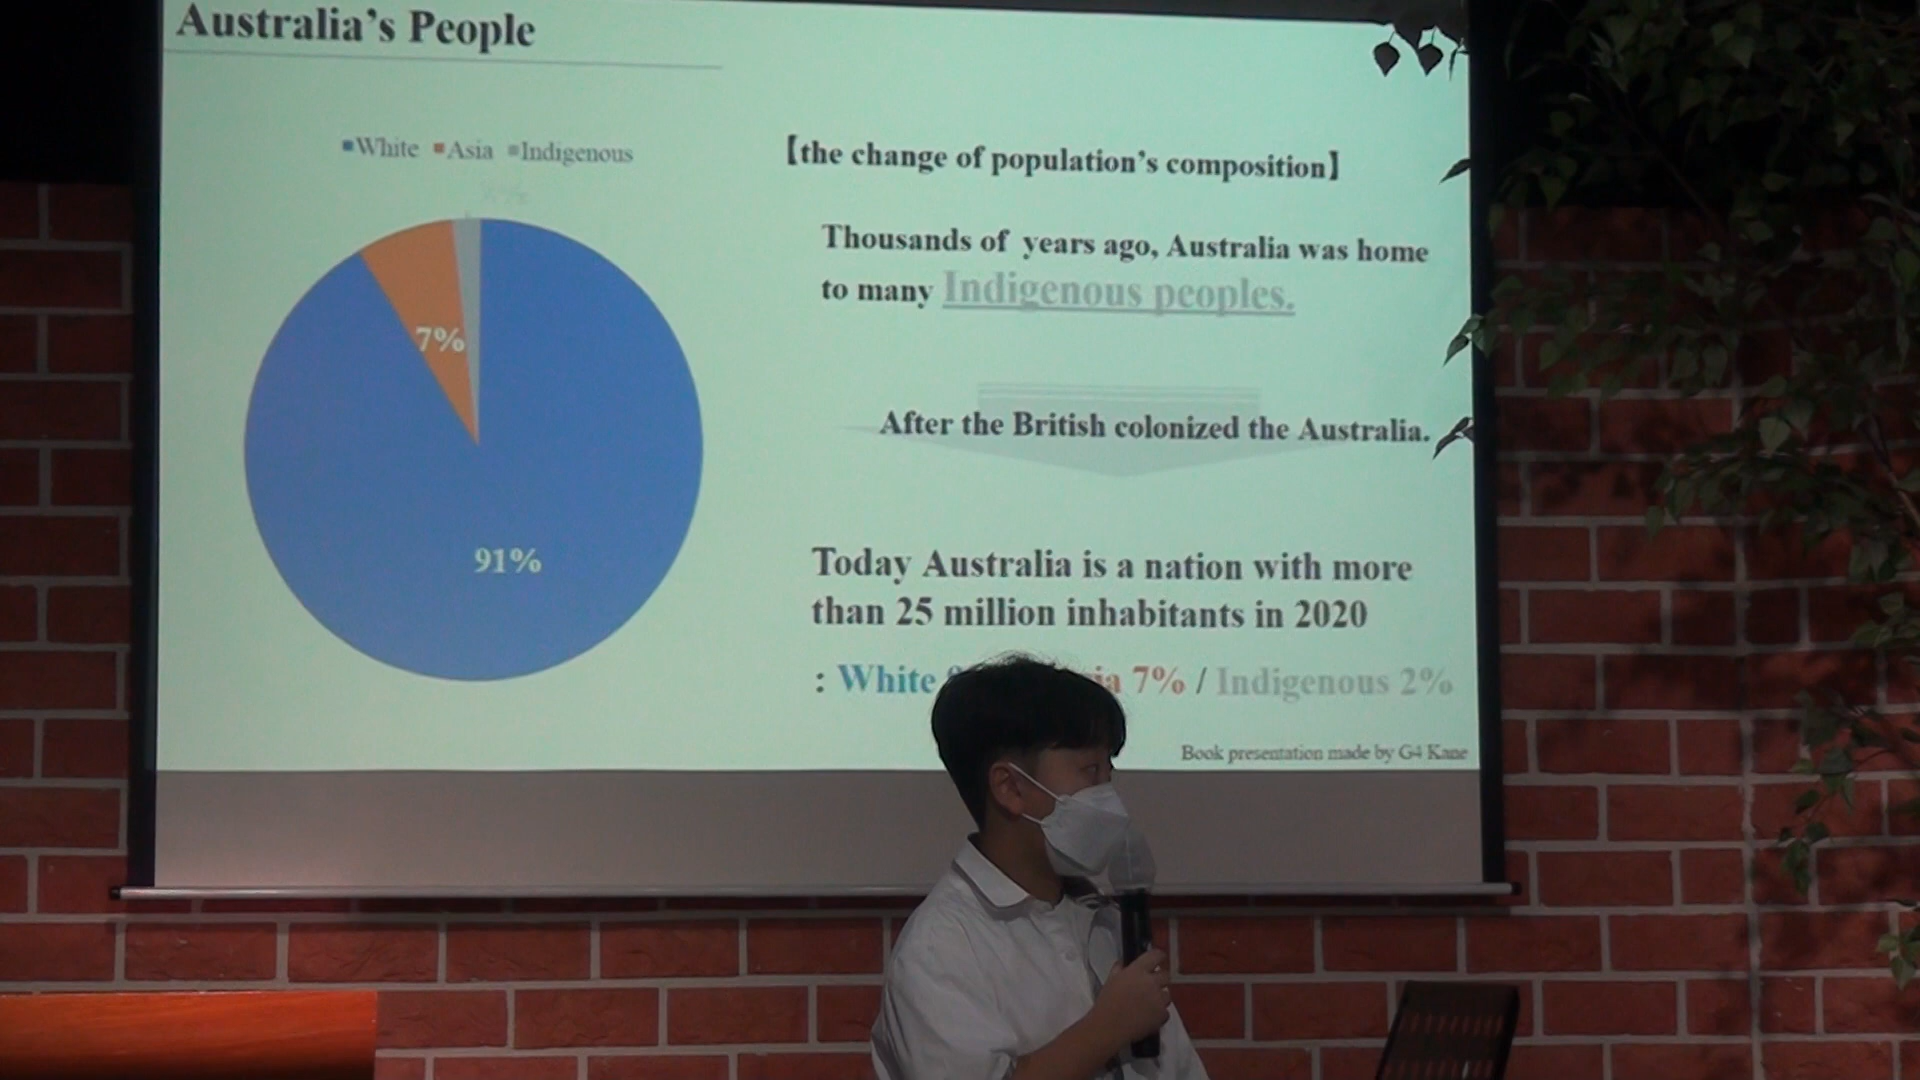 Australia's People
White Asia Indigenous
7%
91%
【the change of population's composition】
Thousands of years ago, Australia was home
to many Indigenous peoples.
After the British colonized the Australia.
Today Australia is a nation with more
than 25 million inhabitants in 2020
: White 7% / Indigenous 2%
Book presentation made by G4 Kane